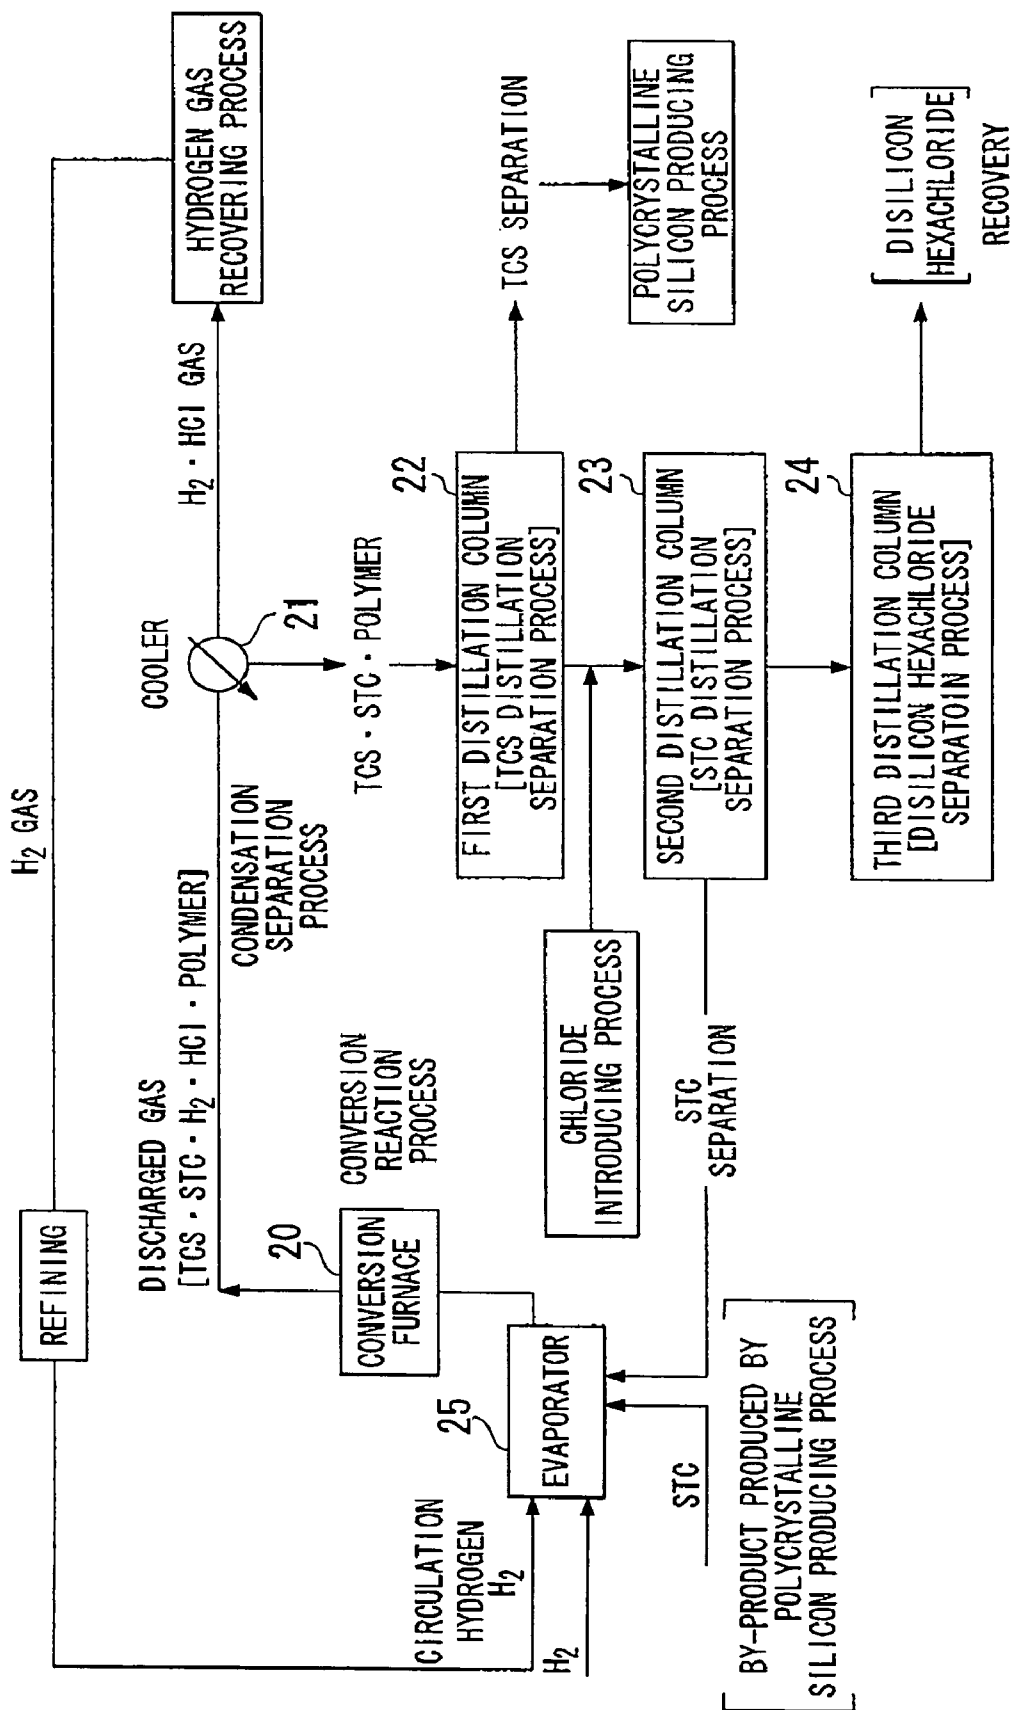 H2 GAS
REFINING
HYDROGEN GAS
RECOVERING PROCESS
DISCHARGED GAS
[TCS·STC·H2·HCl·POLYMER]
CONDENSATION
SEPARATION
PROCESS
COOLER
21
H2·HCl GAS
CONVERSION
REACTION
PROCESS
20
CONVERSION
FURNACE
TCS·STC·POLYMER
CIRCULATION
HYDROGEN
H2
H2
25
EVAPORATOR
22
FIRST DISTILLATION COLUMN
[TCS DISTILLATION
SEPARATION PROCESS]
TCS SEPARATION
POLYCRYSTALLINE
SILICON PRODUCING
PROCESS
CHLORIDE
INTRODUCING PROCESS
23
SECOND DISTILLATION COLUMN
[STC DISTILLATION
SEPARATION PROCESS]
STC
SEPARATION
STC
BY-PRODUCT PRODUCED BY
POLYCRYSTALLINE
SILICON PRODUCING PROCESS
24
THIRD DISTILLATION COLUMN
[DISILICON HEXACHLORIDE
SEPARATOIN PROCESS]
DISILICON
HEXACHLORIDE
RECOVERY